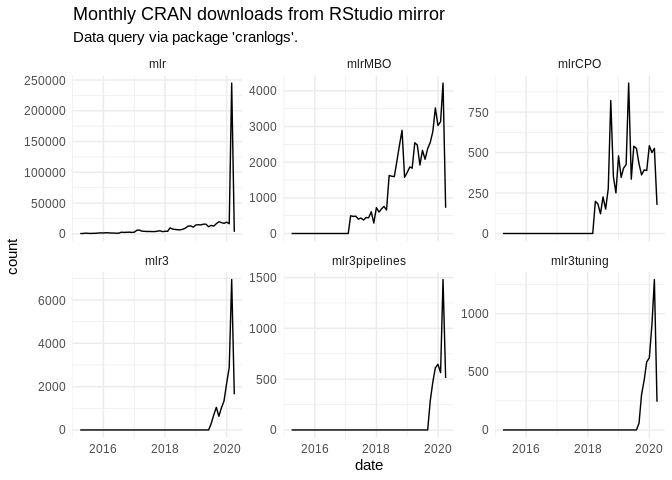 Monthly CRAN downloads from RStudio mirror
Data query via package 'cranlogs'.
mlr
mlrMBO
mlrCPO
250000
200000
150000
100000
50000
0
4000
3000
2000
1000
0
750
500
250
0
count
mlr3
mlr3pipelines
mlr3tuning
6000
4000
2000
0
1500
1000
500
0
1000
500
0
2016 2018 2020
2016 2018 2020
2016 2018 2020
date